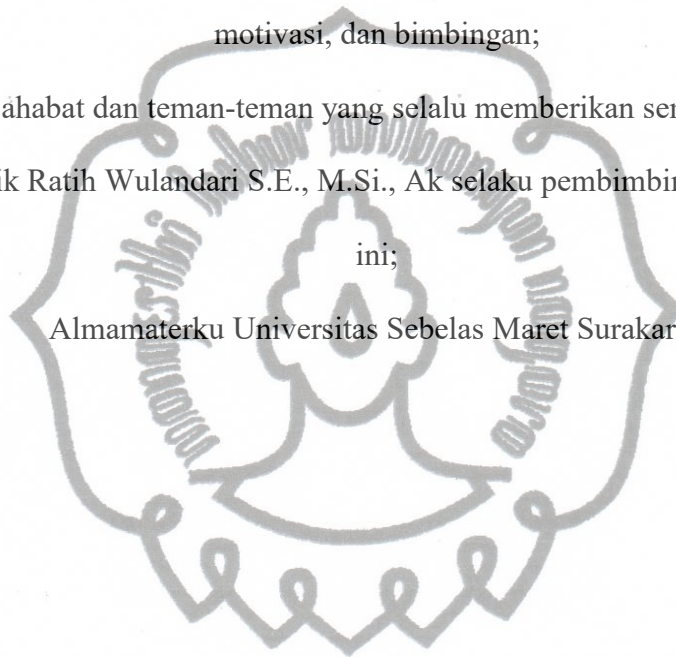 motivasi, dan bimbingan;
ahabat dan teman-teman yang selalu memberikan ser
ik Ratih Wulandari S.E., M.Si., Ak selaku pembimbin
ini;
Almamaterku Universitas Sebelas Maret Surakar